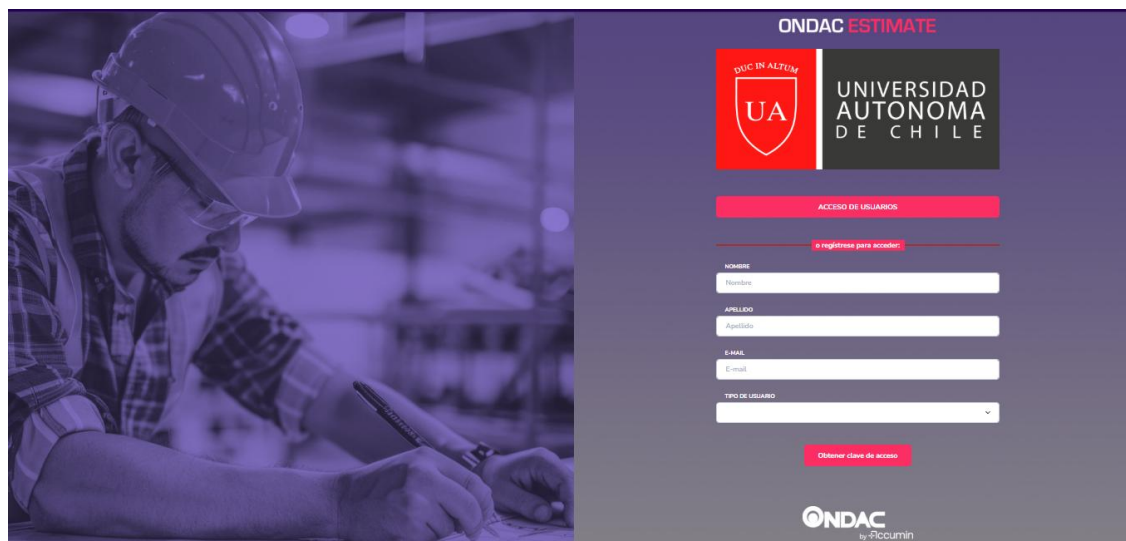 ONDAC ESTIMATE
DUC IN ALTUM
UA
UNIVERSIDAD
AUTONOMA
DE CHILE
ACCESO DE USUARIOS
o regístrese para acceder:
NOMBRE
Nombre
APELLIDO
Apellido
E-MAIL
E-mail
TIPO DE USUARIO
Obtener clave de acceso
ONDAC
by Accumin